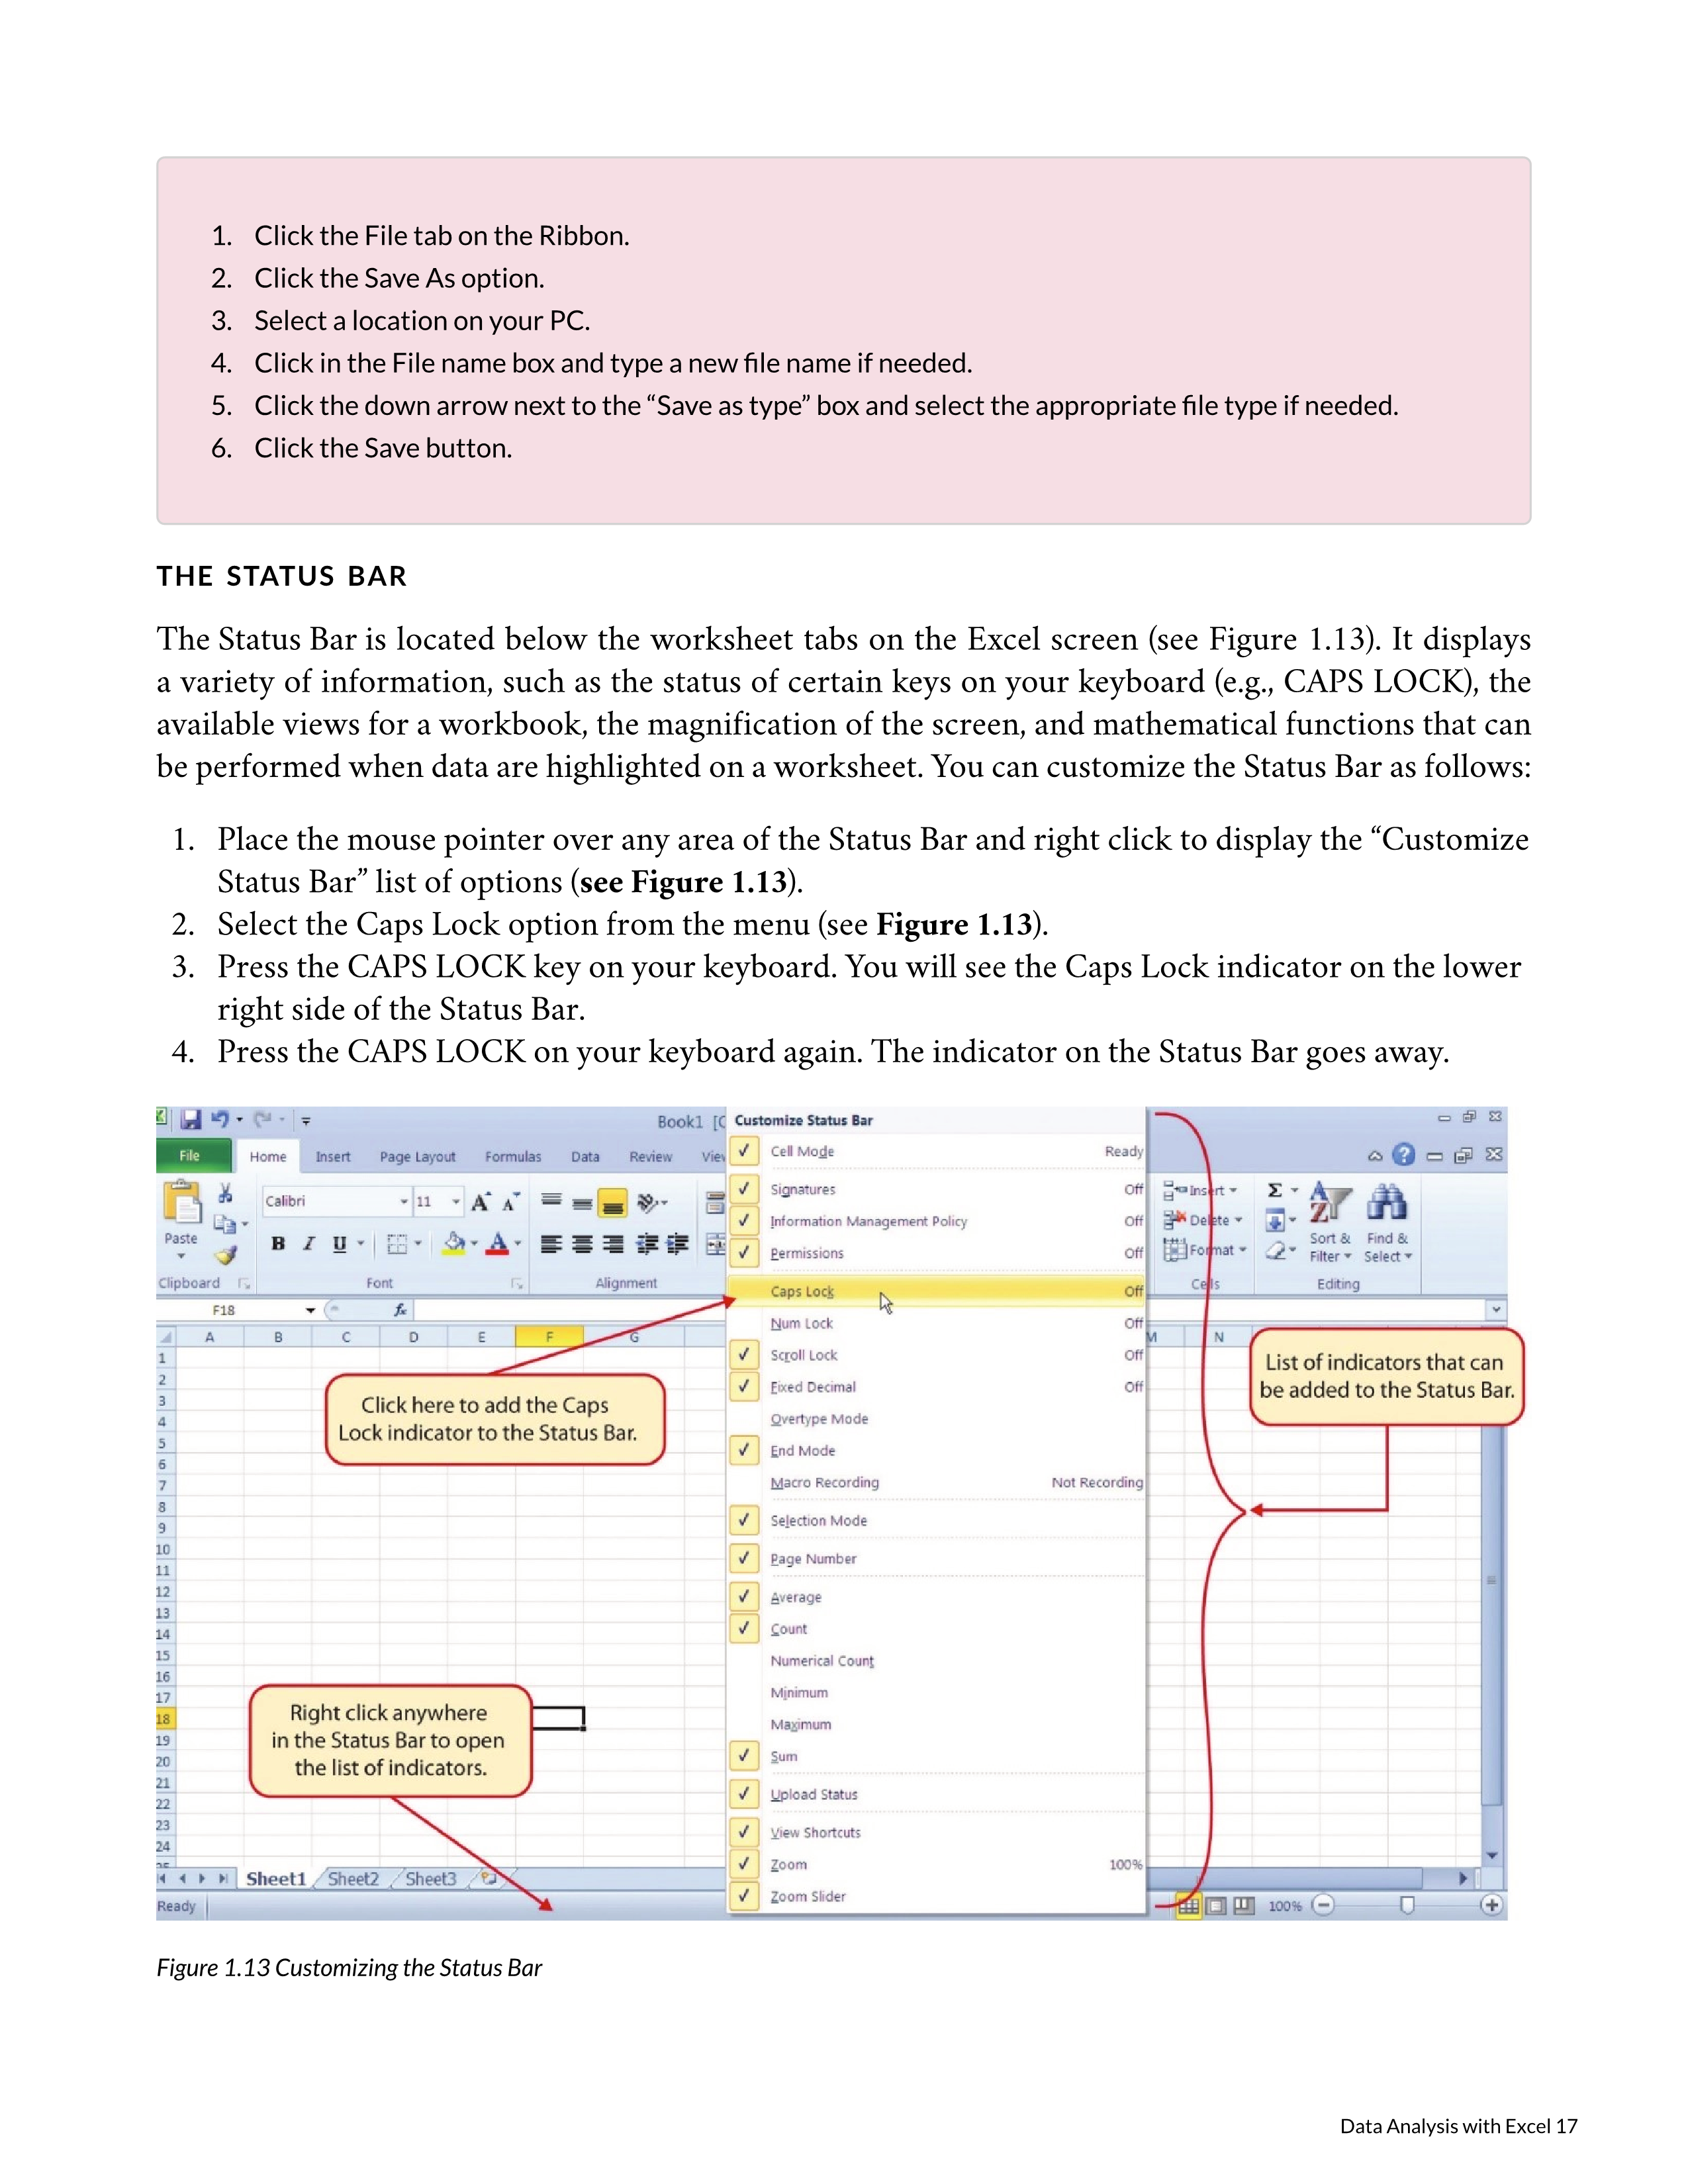 1. Click the File tab on the Ribbon.
2. Click the Save As option.
3. Select a location on your PC.
4. Click in the File name box and type a new file name if needed.
5. Click the down arrow next to the “Save as type” box and select the appropriate file type if needed.
6. Click the Save button.
THE STATUS BAR
The Status Bar is located below the worksheet tabs on the Excel screen (see Figure 1.13). It displays
a variety of information, such as the status of certain keys on your keyboard (e.g., CAPS LOCK), the
available views for a workbook, the magnification of the screen, and mathematical functions that can
be performed when data are highlighted on a worksheet. You can customize the Status Bar as follows:
1. Place the mouse pointer over any area of the Status Bar and right click to display the “Customize
Status Bar” list of options (see Figure 1.13).
2. Select the Caps Lock option from the menu (see Figure 1.13).
3. Press the CAPS LOCK key on your keyboard. You will see the Caps Lock indicator on the lower
right side of the Status Bar.
4. Press the CAPS LOCK on your keyboard again. The indicator on the Status Bar goes away.
Book1 [C
File Home Insert Page Layout Formulas Data Review View
Calibri 11
Paste
Clipboard Font Alignment
F18 fx
A B C D E F G
1
2
3
4
5
6
7
8
9
10
11
12
13
14
15
16
17
18
19
20
21
22
23
24
25
Click here to add the Caps
Lock indicator to the Status Bar.
Right click anywhere
in the Status Bar to open
the list of indicators.
Sheet1 Sheet2 Sheet3
Ready
Customize Status Bar
Cell Mode Ready
Signatures Off
Information Management Policy Off
Permissions Off
Caps Lock Off
Num Lock Off
Scroll Lock Off
Fixed Decimal Off
Overtype Mode
End Mode
Macro Recording Not Recording
Selection Mode
Page Number
Average
Count
Numerical Count
Minimum
Maximum
Sum
Upload Status
View Shortcuts
Zoom 100%
Zoom Slider
Insert
Delete
Format
Cells
Sort & Find &
Filter Select
Editing
M N
List of indicators that can
be added to the Status Bar.
100%
Figure 1.13 Customizing the Status Bar
Data Analysis with Excel 17